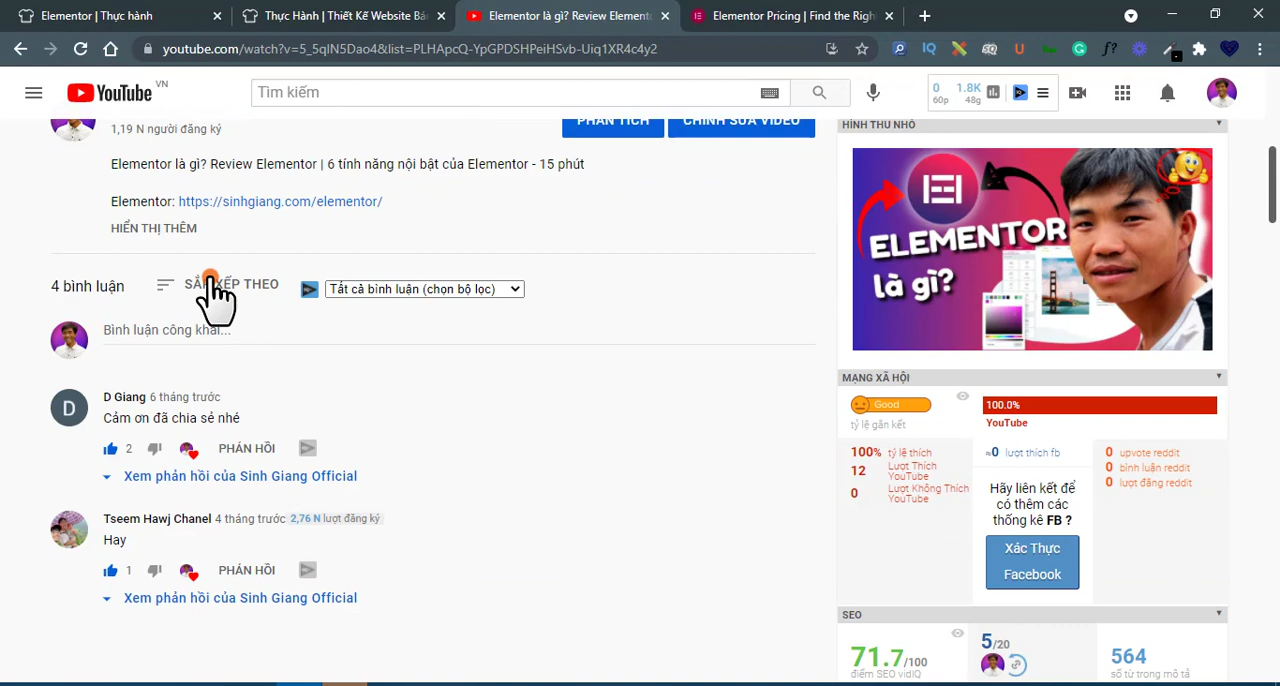 Elementor | Thực hành
Thực Hành | Thiết Kế Website Bá
Elementor là gì? Review Element
Elementor Pricing | Find the Righ
youtube.com/watch?v=5_5qIN5Dao4&list=PLHApcQ-YpGPDSHPeiHSvb-Uiq1XR4c4y2
YouTube VN
Tìm kiếm
0 1.8K
60p 48g
1,19 N người đăng ký
PHÂN TÍCH
CHỈNH SỬA VIDEO
Elementor là gì? Review Elementor | 6 tính năng nội bật của Elementor - 15 phút
Elementor: https://sinhgiang.com/elementor/
HIỂN THỊ THÊM
4 bình luận
SẮP XẾP THEO
Tất cả bình luận (chọn bộ lọc)
Bình luận công khai...
D
D Giang 6 tháng trước
Cảm ơn đã chia sẻ nhé
2
PHẢN HỒI
Xem phản hồi của Sinh Giang Official
Tseem Hawj Chanel 4 tháng trước 2,76 N lượt đăng ký
Hay
1
PHẢN HỒI
Xem phản hồi của Sinh Giang Official
HÌNH THU NHỎ
ELEMENTOR
là gì?
MẠNG XÃ HỘI
Good
tỷ lệ gắn kết
100.0%
YouTube
100% tỷ lệ thích
12 Lượt Thích YouTube
0 Lượt Không Thích YouTube
≈0 lượt thích fb
Hãy liên kết để
có thêm các
thống kê FB ?
Xác Thực
Facebook
0 upvote reddit
0 bình luận reddit
0 lượt đăng reddit
SEO
71.7/100
điểm SEO vidIQ
5/20
564
số từ trong mô tả